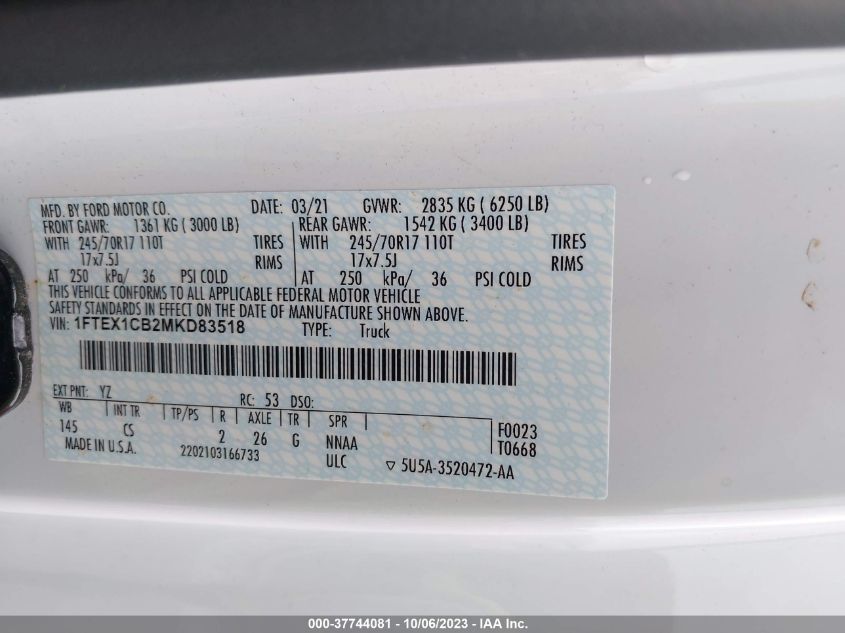 MFD. BY FORD MOTOR CO. DATE: 03/21 GVWR: 2835 KG ( 6250 LB)
FRONT GAWR: 1361 KG ( 3000 LB) REAR GAWR: 1542 KG ( 3400 LB)
WITH 245/70R17 110T TIRES WITH 245/70R17 110T TIRES
17x7.5J RIMS 17x7.5J RIMS
AT 250 kPa/ 36 PSI COLD AT 250 kPa/ 36 PSI COLD
THIS VEHICLE CONFORMS TO ALL APPLICABLE FEDERAL MOTOR VEHICLE
SAFETY STANDARDS IN EFFECT ON THE DATE OF MANUFACTURE SHOWN ABOVE.
VIN: 1FTEX1CB2MKD83518 TYPE: Truck
EXT PNT: YZ RC: 53 DSO:
WB INT TR TP/PS R AXLE TR SPR F0023
145 CS 2 26 G NNAA T0668
MADE IN U.S.A. 2202103166733 ULC 5U5A-3520472-AA
000-37744081 - 10/06/2023 - IAA Inc.